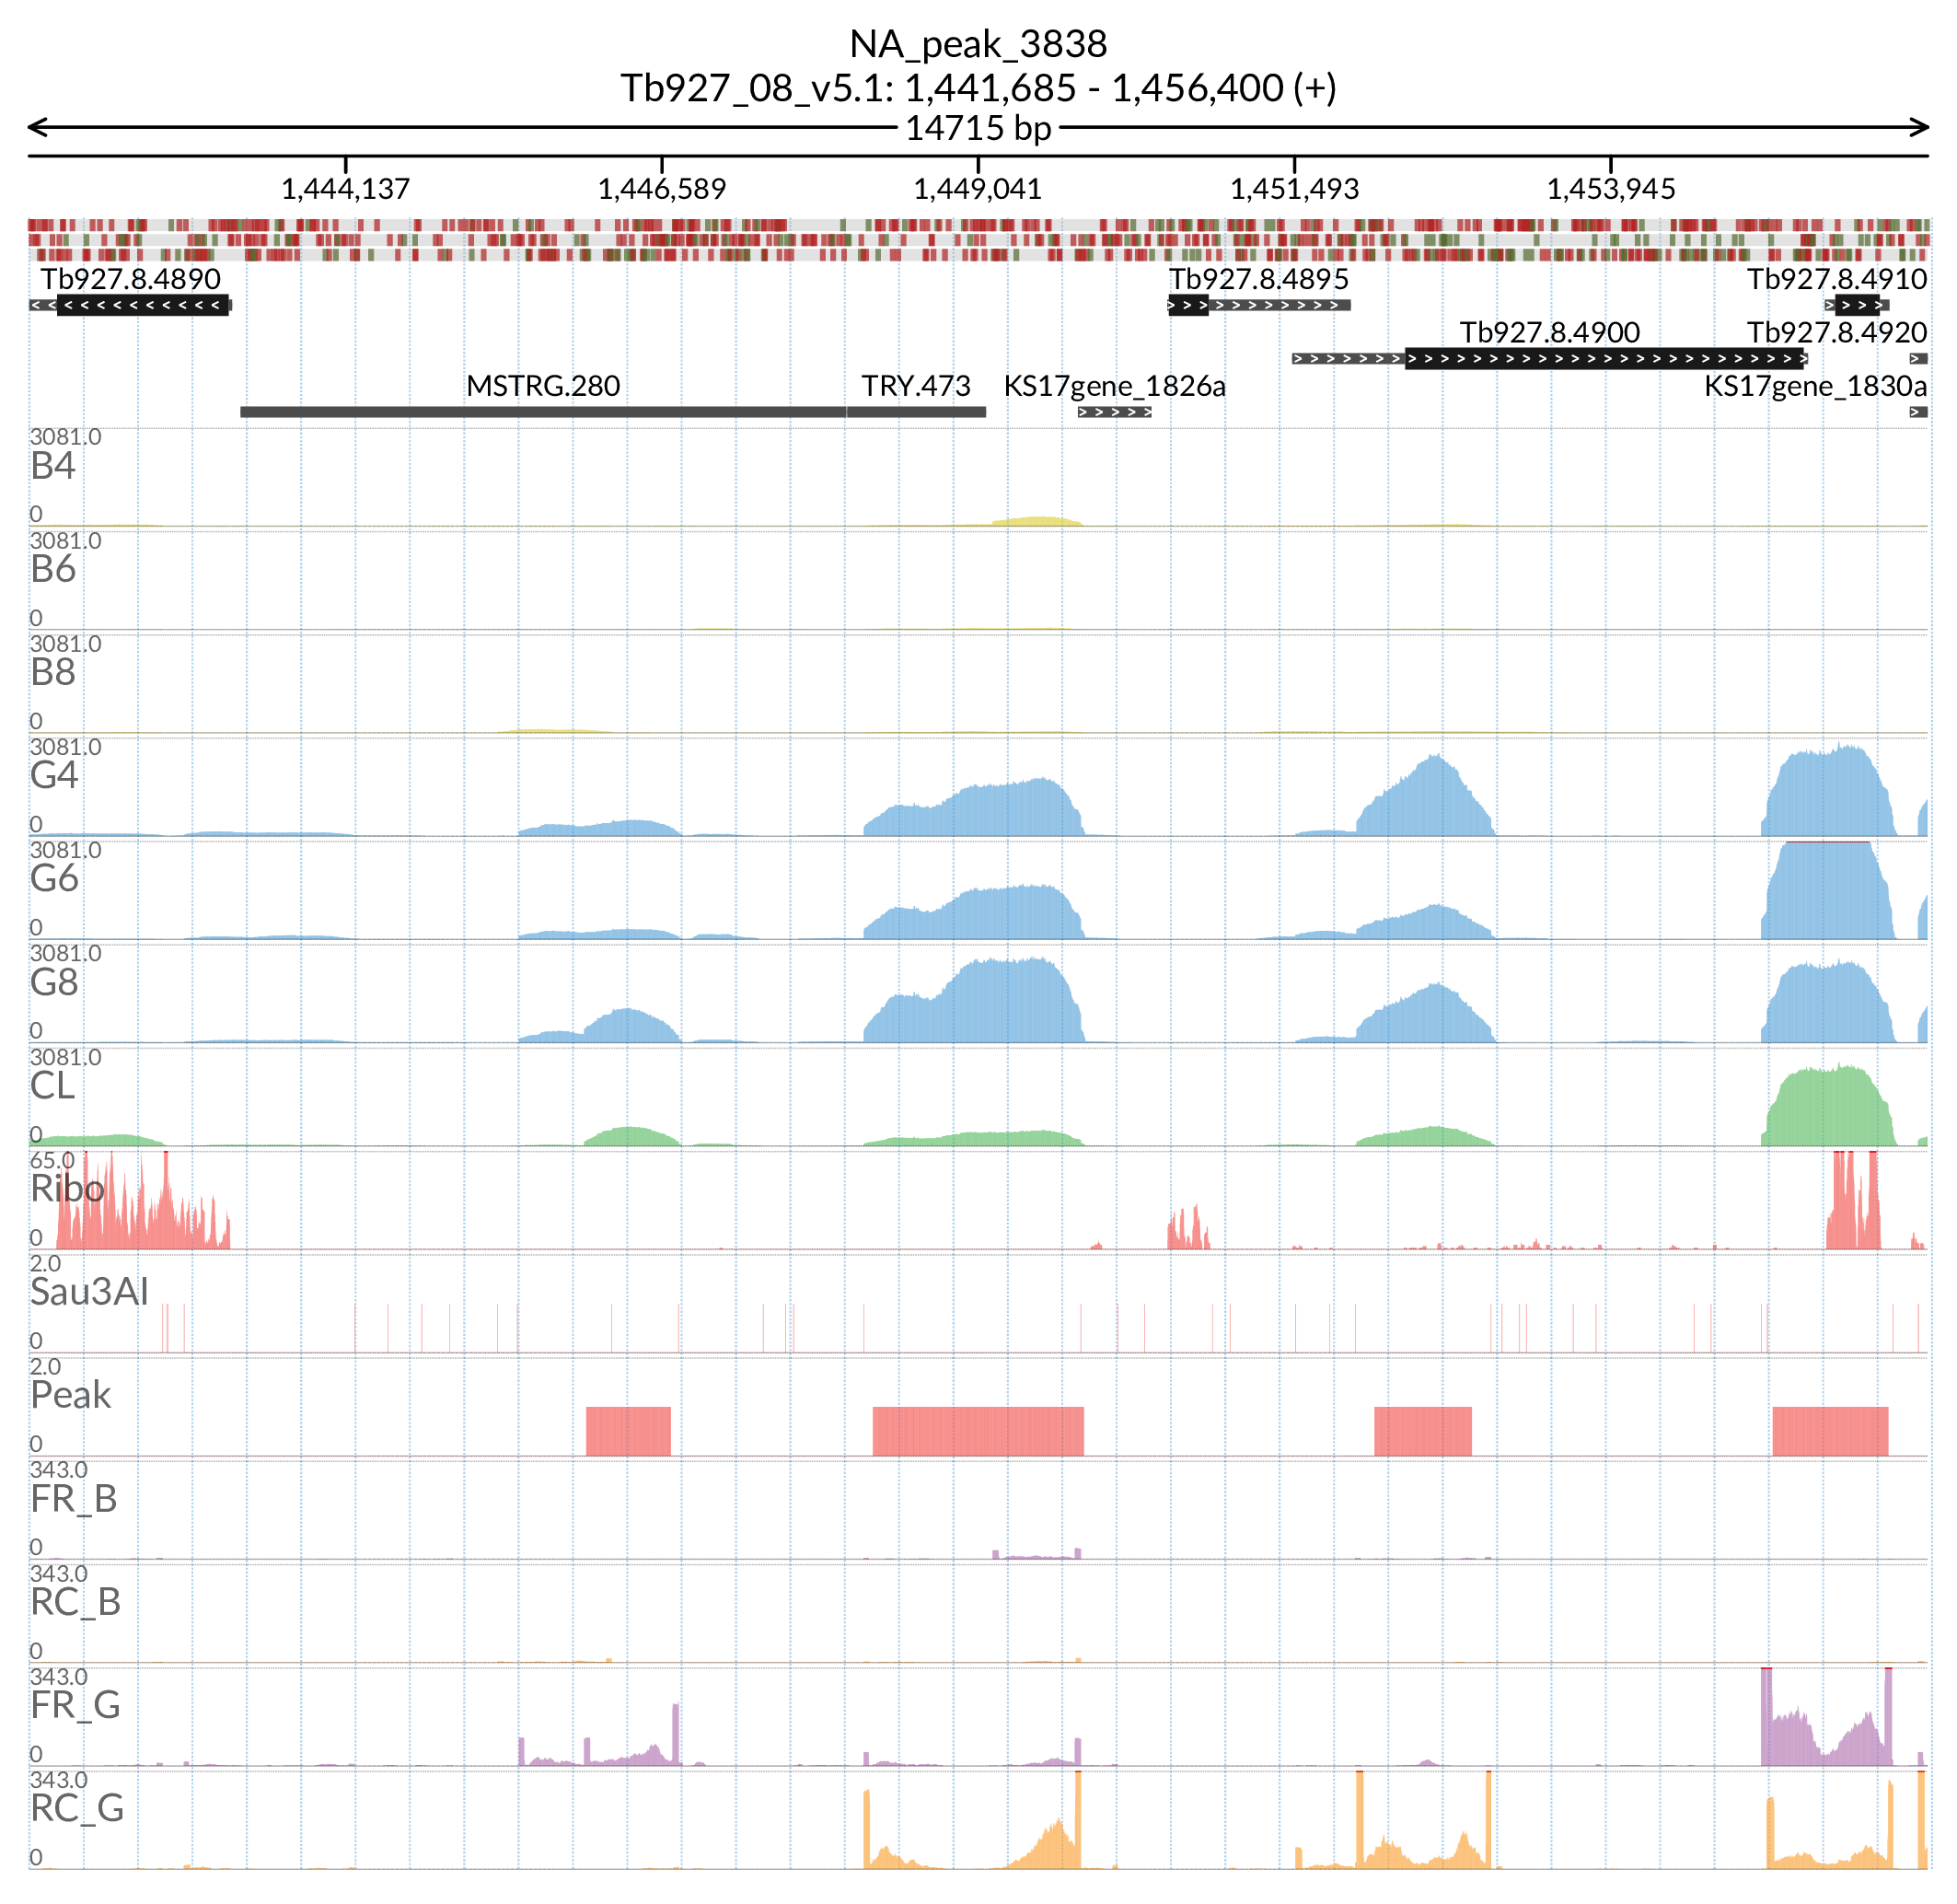 NA_peak_3838
Tb927_08_v5.1: 1,441,685 - 1,456,400 (+)
14715 bp
1,444,137 1,446,589 1,449,041 1,451,493 1,453,945
Tb927.8.4890 Tb927.8.4895 Tb927.8.4910
Tb927.8.4900 Tb927.8.4920
MSTRG.280 TRY.473 KS17gene_1826a KS17gene_1830a
3081.0
B4
0
3081.0
B6
0
3081.0
B8
0
3081.0
G4
0
3081.0
G6
0
3081.0
G8
0
3081.0
CL
0
65.0
Ribo
0
2.0
Sau3AI
0
2.0
Peak
0
343.0
FR_B
0
343.0
RC_B
0
343.0
FR_G
0
343.0
RC_G
0